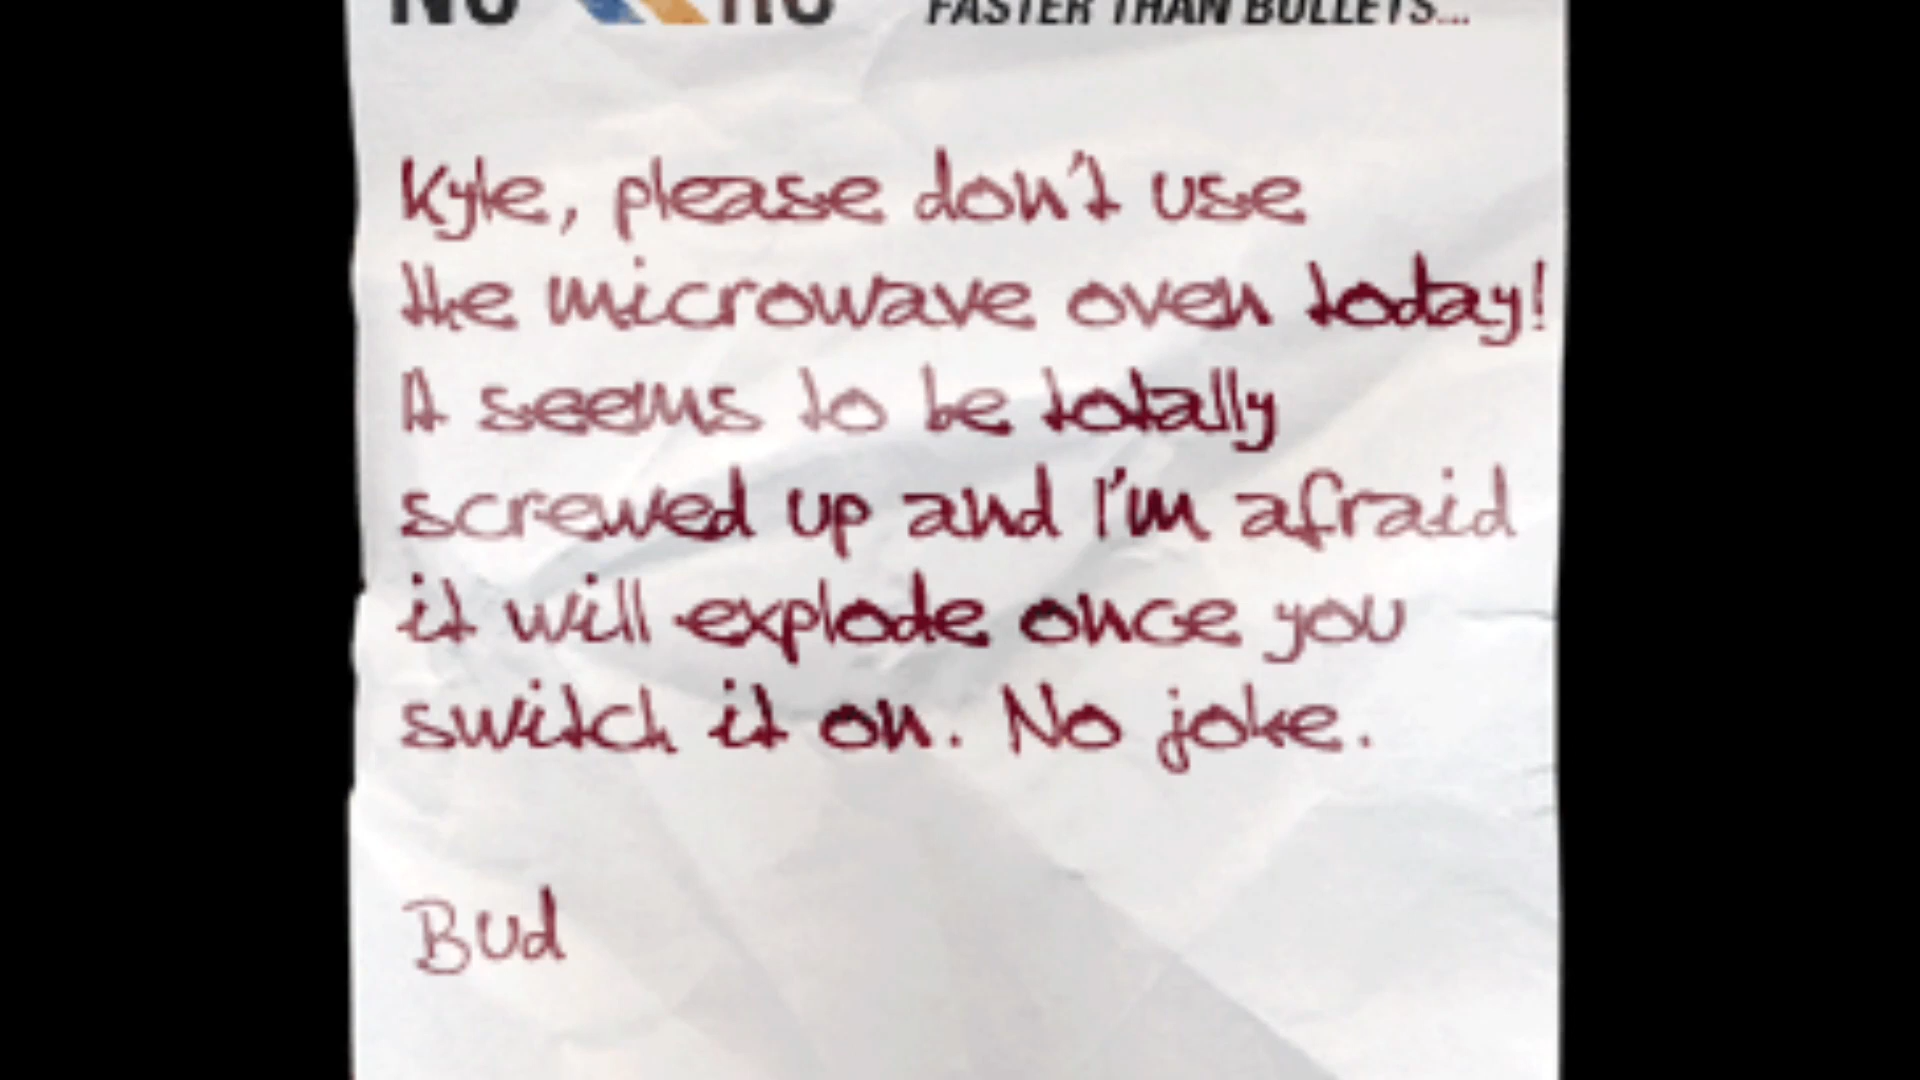 FASTER THAN BULLETS...
Kyle, please don't use
the microwave oven today!
It seems to be totally
screwed up and I'm afraid
it will explode once you
switch it on. No joke.
Bud